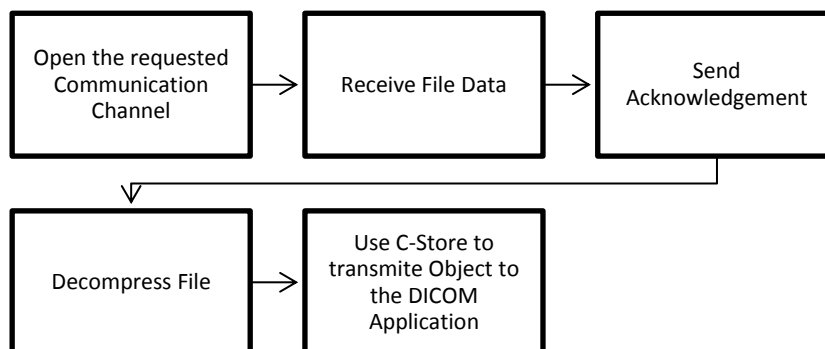 Open the requested
Communication
Channel
Receive File Data
Send
Acknowledgement
Decompress File
Use C-Store to
transmite Object to
the DICOM
Application